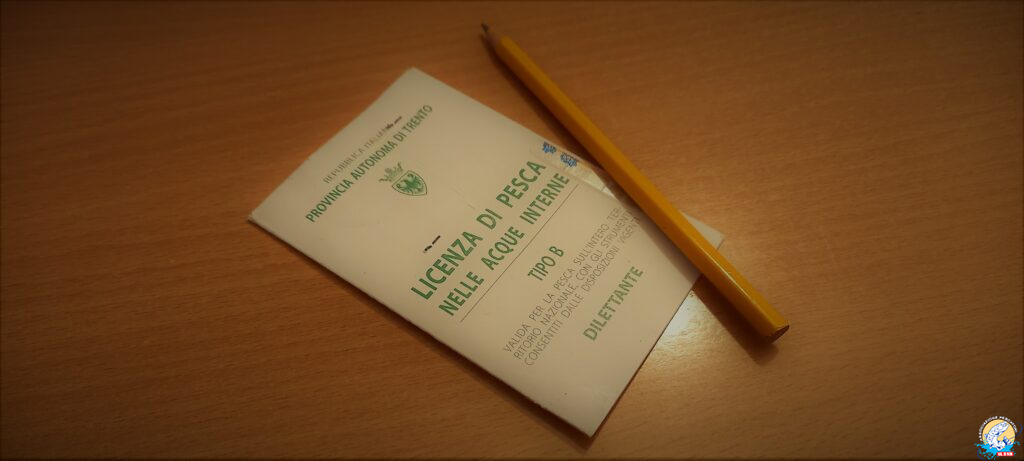 REPUBBLICA ITALIANA
PROVINCIA AUTONOMA DI TRENTO
LICENZA DI PESCA
NELLE ACQUE INTERNE
TIPO B
VALIDA PER LA PESCA SULL'INTERO TER-
RITORIO NAZIONALE, CON GLI STRUMENTI
CONSENTITI DALLE DISPOSIZIONI VIGENTI
DILETTANTE